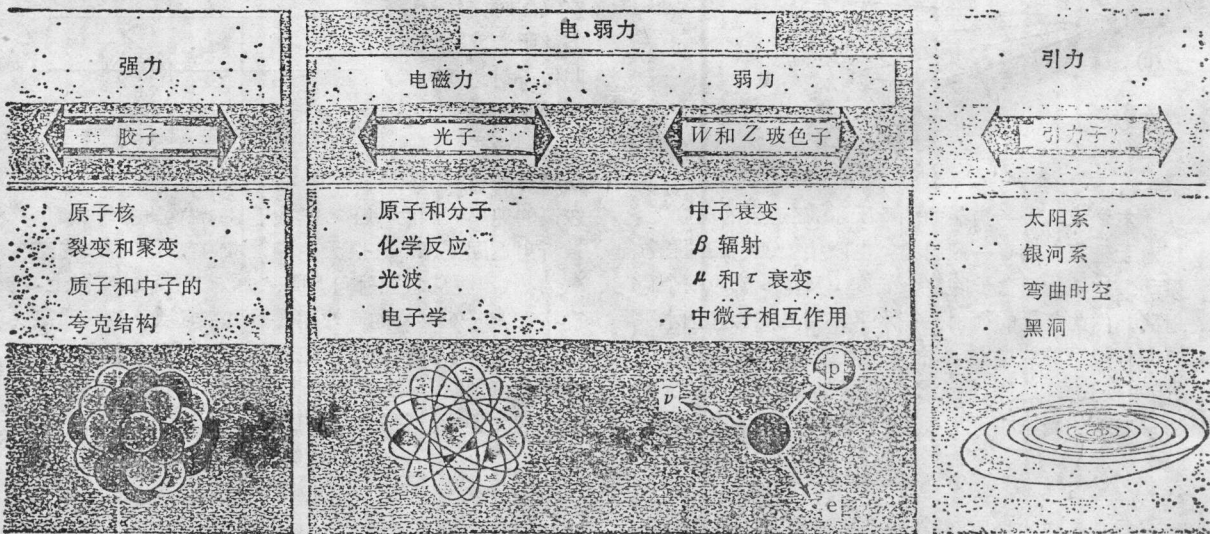 强力
胶子
原子核
裂变和聚变
质子和中子的
夸克结构
电、弱力
电磁力
光子
原子和分子
化学反应
光波
电子学
弱力
W和Z玻色子
中子衰变
β辐射
μ和τ衰变
中微子相互作用
ν̃
p
e
引力
引力子
太阳系
银河系
弯曲时空
黑洞